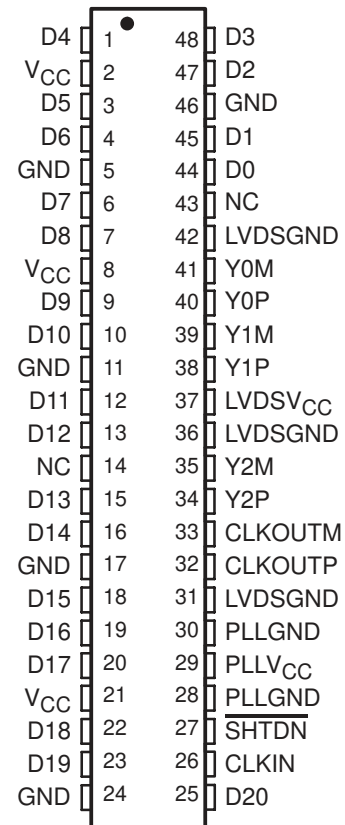 D4 1 48 D3
VCC 2 47 D2
D5 3 46 GND
D6 4 45 D1
GND 5 44 D0
D7 6 43 NC
D8 7 42 LVDSGND
VCC 8 41 Y0M
D9 9 40 Y0P
D10 10 39 Y1M
GND 11 38 Y1P
D11 12 37 LVDSVCC
D12 13 36 LVDSGND
NC 14 35 Y2M
D13 15 34 Y2P
D14 16 33 CLKOUTM
GND 17 32 CLKOUTP
D15 18 31 LVDSGND
D16 19 30 PLLGND
D17 20 29 PLLVCC
VCC 21 28 PLLGND
D18 22 27 SHTDN
D19 23 26 CLKIN
GND 24 25 D20